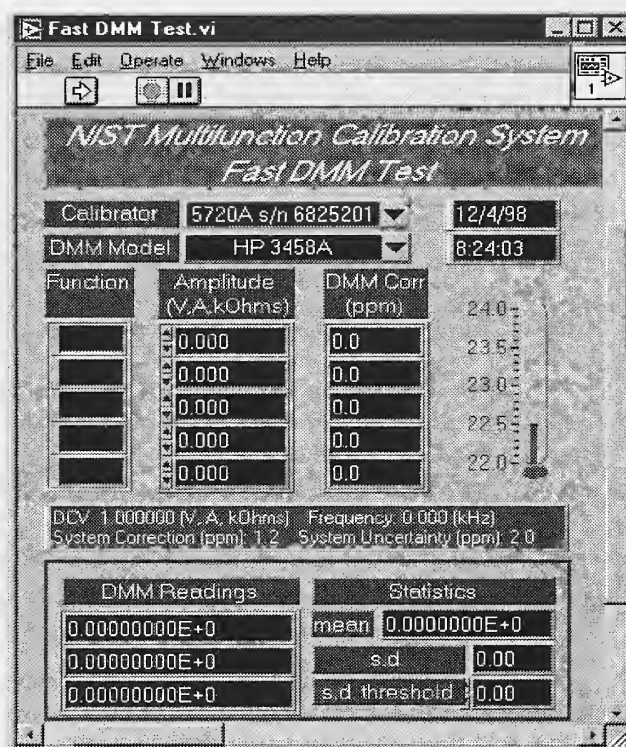 Fast DMM Test.vi
File Edit Operate Windows Help
1
NIST Multifunction Calibration System
Fast DMM Test
Calibrator 5720A s/n 6825201 12/4/98
DMM Model HP 3458A 8:24:03
Function Amplitude (V,A,kOhms) DMM Corr (ppm)
24.0
23.5
23.0
22.5
22.0
0.000 0.0
0.000 0.0
0.000 0.0
0.000 0.0
0.000 0.0
DCV 1.000000 (V, A, kOhms) Frequency 0.000 (kHz)
System Correction (ppm): 1.2 System Uncertainty (ppm): 2.0
DMM Readings Statistics
0.00000000E+0 mean 0.0000000E+0
0.00000000E+0 s.d. 0.00
0.00000000E+0 s.d. threshold 0.00